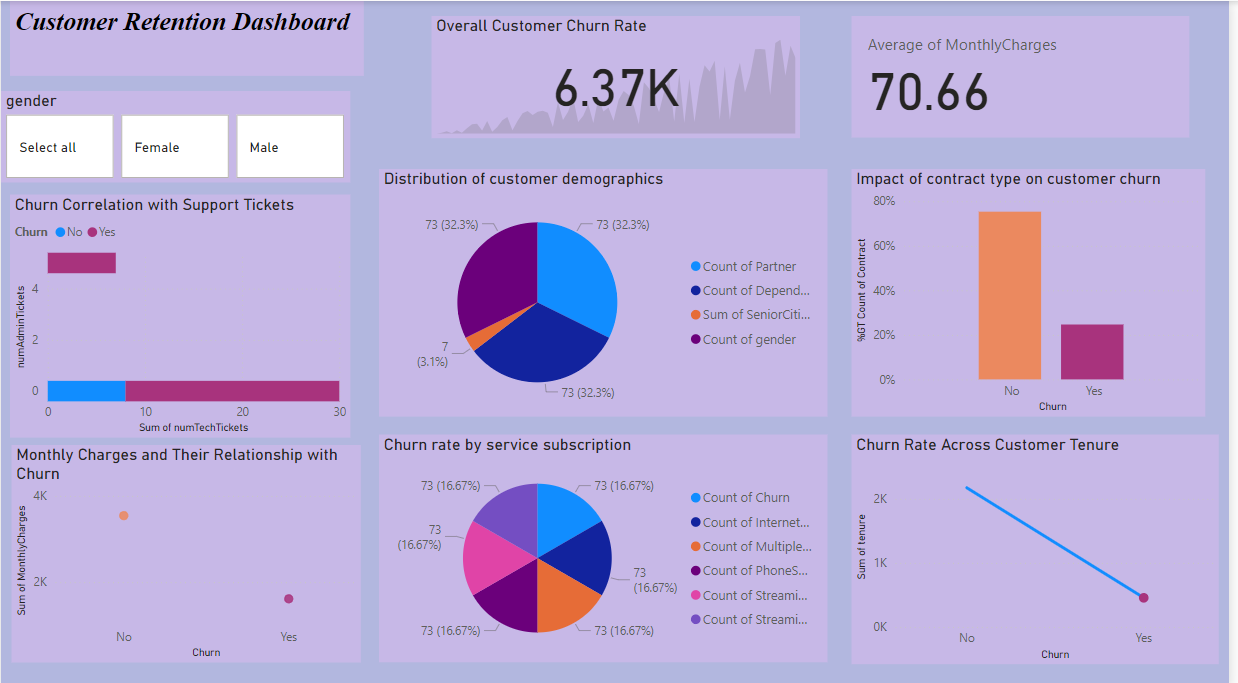 Customer Retention Dashboard
Overall Customer Churn Rate
6.37K
Average of MonthlyCharges
70.66
gender
Select all
Female
Male
Churn Correlation with Support Tickets
Churn
No
Yes
numAdminTickets
4
2
0
0
10
20
30
Sum of numTechTickets
Distribution of customer demographics
73 (32.3%)
73 (32.3%)
7
(3.1%)
73 (32.3%)
Count of Partner
Count of Depend...
Sum of SeniorCiti...
Count of gender
Impact of contract type on customer churn
%GT Count of Contract
80%
60%
40%
20%
0%
No
Yes
Churn
Monthly Charges and Their Relationship with
Churn
Sum of MonthlyCharges
4K
2K
No
Yes
Churn
Churn rate by service subscription
73 (16.67%)
73 (16.67%)
73
(16.67%)
73
(16.67%)
73 (16.67%)
73 (16.67%)
Count of Churn
Count of Internet...
Count of Multiple...
Count of PhoneS...
Count of Streami...
Count of Streami...
Churn Rate Across Customer Tenure
Sum of tenure
2K
1K
0K
No
Yes
Churn